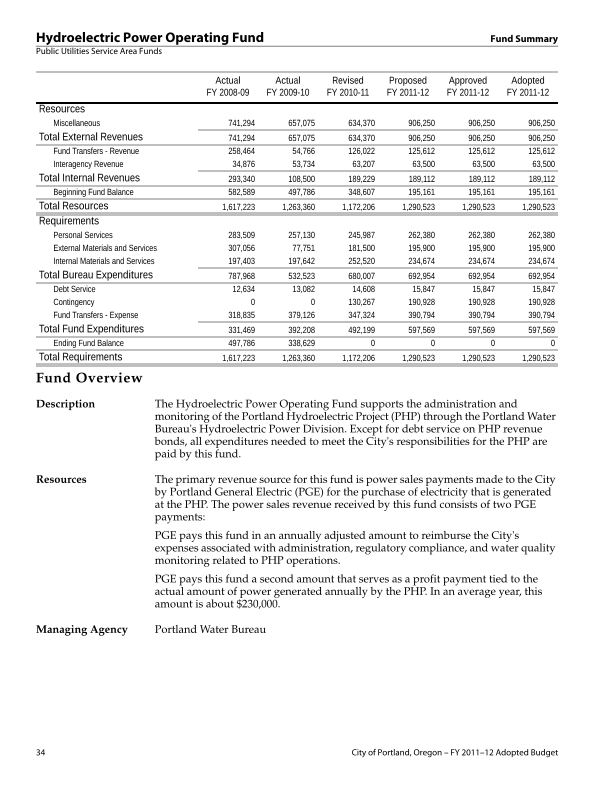 Hydroelectric Power Operating Fund Fund Summary
Public Utilities Service Area Funds
Actual Actual Revised Proposed Approved Adopted
FY 2008-09 FY 2009-10 FY 2010-11 FY 2011-12 FY 2011-12 FY 2011-12
Resources
Miscellaneous 741,294 657,075 634,370 906,250 906,250 906,250
Total External Revenues 741,294 657,075 634,370 906,250 906,250 906,250
Fund Transfers - Revenue 258,464 54,766 126,022 125,612 125,612 125,612
Interagency Revenue 34,876 53,734 63,207 63,500 63,500 63,500
Total Internal Revenues 293,340 108,500 189,229 189,112 189,112 189,112
Beginning Fund Balance 582,589 497,786 348,607 195,161 195,161 195,161
Total Resources 1,617,223 1,263,360 1,172,206 1,290,523 1,290,523 1,290,523
Requirements
Personal Services 283,509 257,130 245,987 262,380 262,380 262,380
External Materials and Services 307,056 77,751 181,500 195,900 195,900 195,900
Internal Materials and Services 197,403 197,642 252,520 234,674 234,674 234,674
Total Bureau Expenditures 787,968 532,523 680,007 692,954 692,954 692,954
Debt Service 12,634 13,082 14,608 15,847 15,847 15,847
Contingency 0 0 130,267 190,928 190,928 190,928
Fund Transfers - Expense 318,835 379,126 347,324 390,794 390,794 390,794
Total Fund Expenditures 331,469 392,208 492,199 597,569 597,569 597,569
Ending Fund Balance 497,786 338,629 0 0 0 0
Total Requirements 1,617,223 1,263,360 1,172,206 1,290,523 1,290,523 1,290,523
Fund Overview
Description The Hydroelectric Power Operating Fund supports the administration and
monitoring of the Portland Hydroelectric Project (PHP) through the Portland Water
Bureau's Hydroelectric Power Division. Except for debt service on PHP revenue
bonds, all expenditures needed to meet the City's responsibilities for the PHP are
paid by this fund.
Resources The primary revenue source for this fund is power sales payments made to the City
by Portland General Electric (PGE) for the purchase of electricity that is generated
at the PHP. The power sales revenue received by this fund consists of two PGE
payments:
PGE pays this fund in an annually adjusted amount to reimburse the City's
expenses associated with administration, regulatory compliance, and water quality
monitoring related to PHP operations.
PGE pays this fund a second amount that serves as a profit payment tied to the
actual amount of power generated annually by the PHP. In an average year, this
amount is about $230,000.
Managing Agency Portland Water Bureau
34 City of Portland, Oregon – FY 2011–12 Adopted Budget